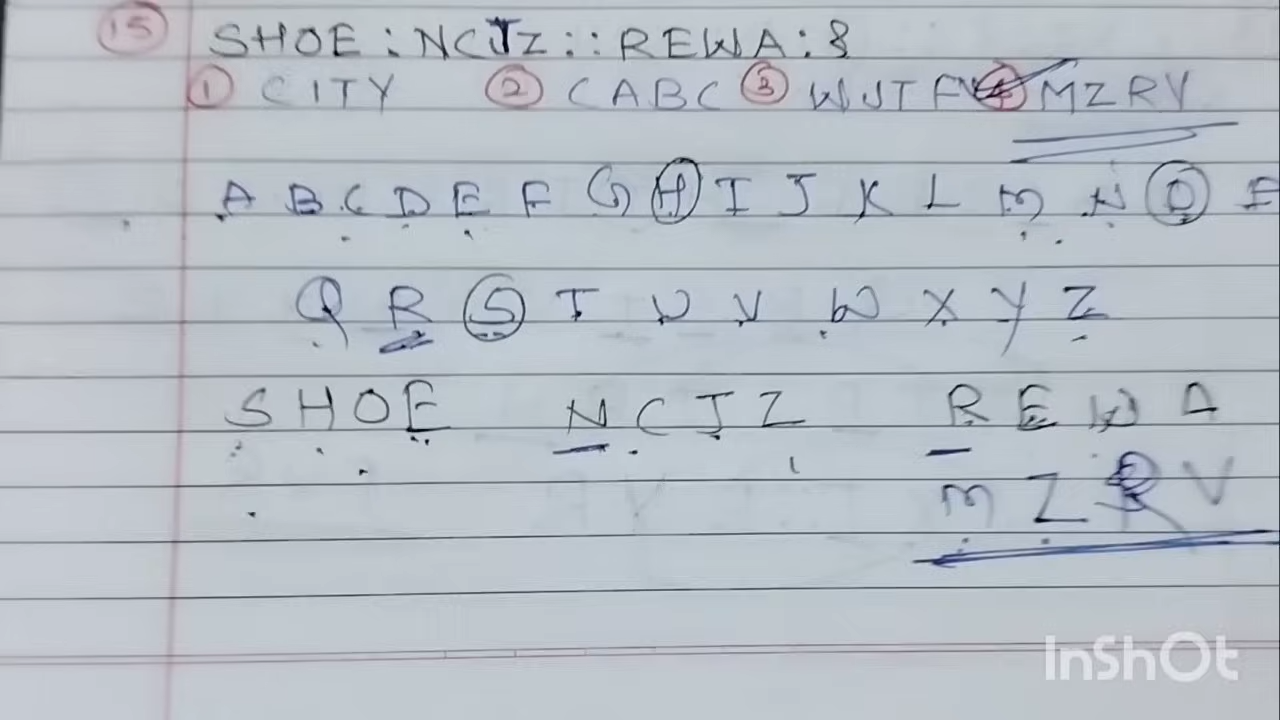 15 SHOE : NCJZ : : REWA : ?
1 CITY 2 CABC 3 WJTF 4 MZRV
A B C D E F G H I J K L M N O
Q R S T U V W X Y Z
SHOE NCJZ REWA
MZRV
InShOt